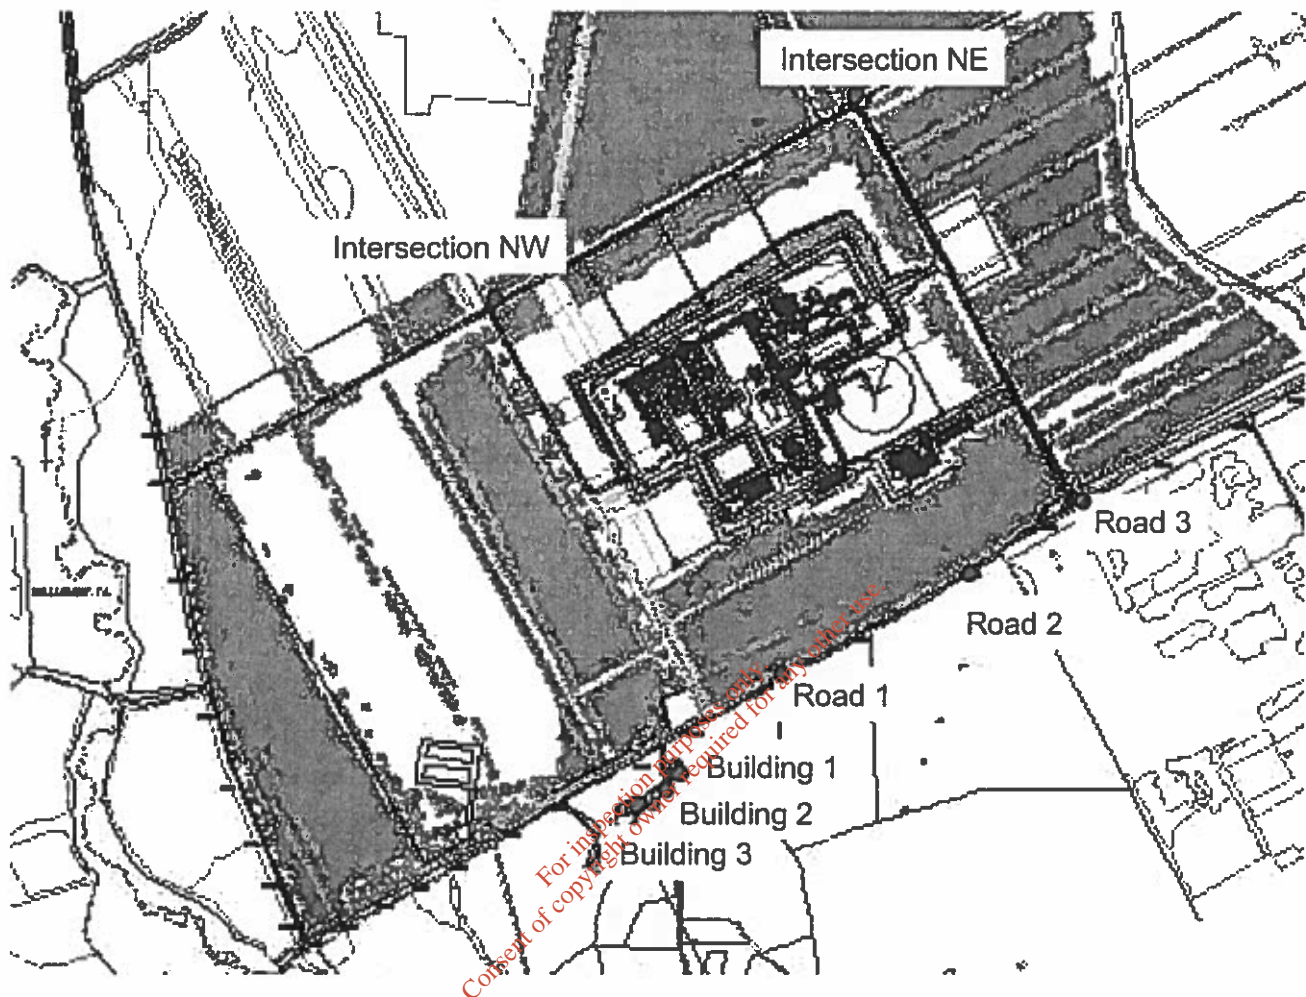 Intersection NE
Intersection NW
Road 3
Road 2
Road 1
Building 1
Building 2
Building 3
For inspection purposes only.
Consent of copyright owner required for any other use.